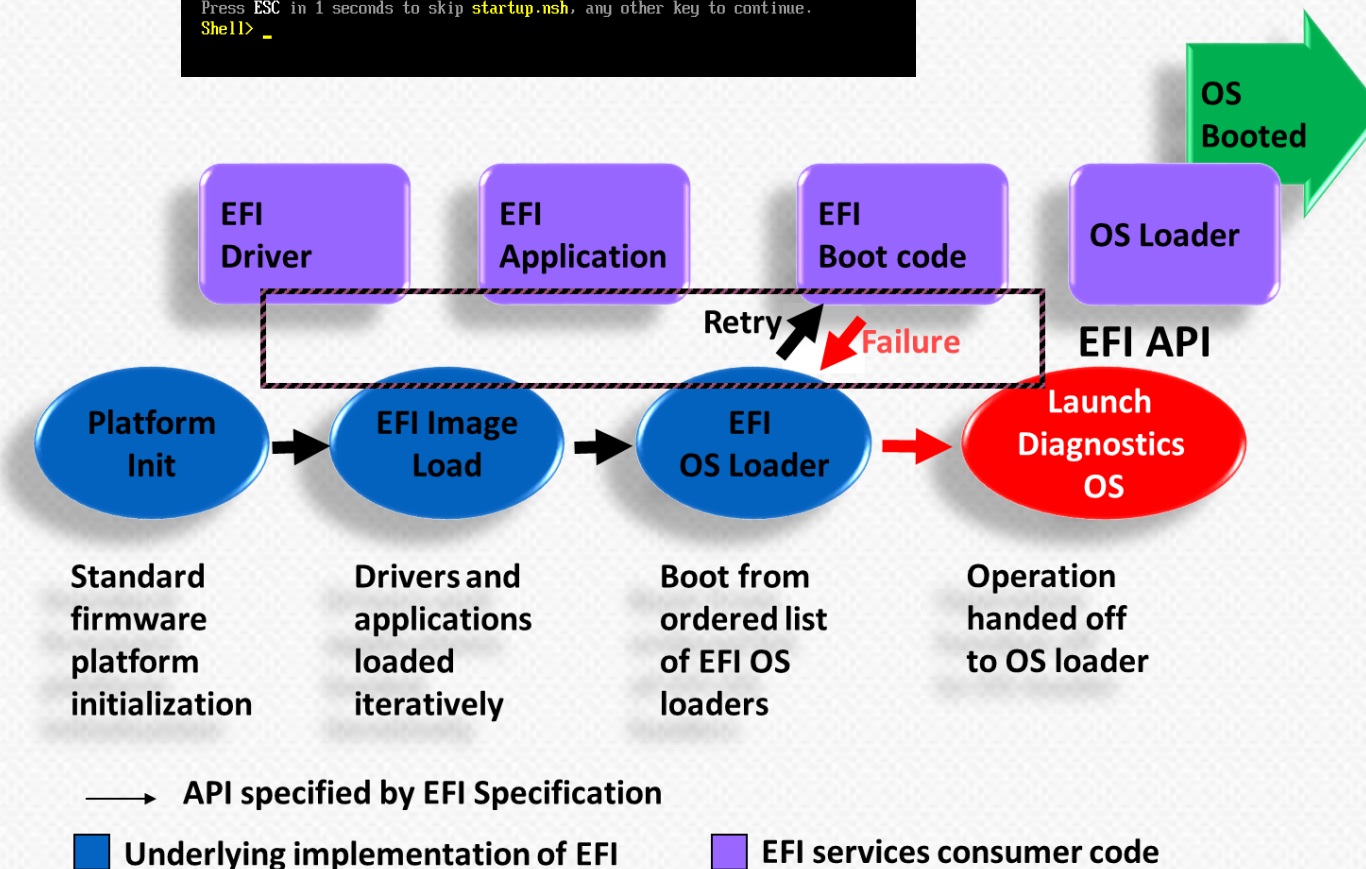 Press ESC in 1 seconds to skip startup.nsh, any other key to continue.
Shell> _
OS
Booted
EFI
Driver
EFI
Application
EFI
Boot code
OS Loader
Retry
Failure
EFI API
Platform
Init
EFI Image
Load
EFI
OS Loader
Launch
Diagnostics
OS
Standard
firmware
platform
initialization
Drivers and
applications
loaded
iteratively
Boot from
ordered list
of EFI OS
loaders
Operation
handed off
to OS loader
API specified by EFI Specification
Underlying implementation of EFI
EFI services consumer code